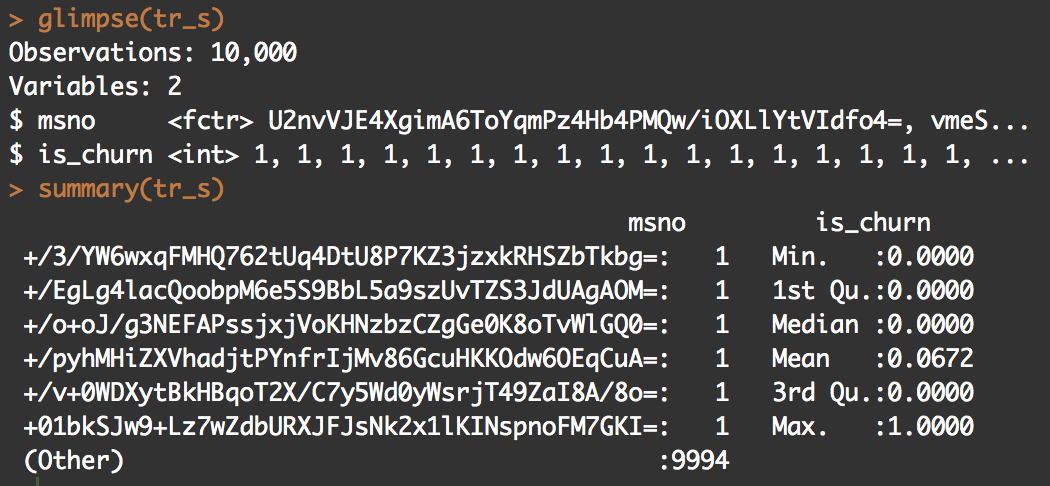 > glimpse(tr_s)
Observations: 10,000
Variables: 2
$ msno     <fctr> U2nvVJE4XgimA6ToYqmPz4Hb4PMQw/iOXLlYtVIdfo4=, vmeS...
$ is_churn <int> 1, 1, 1, 1, 1, 1, 1, 1, 1, 1, 1, 1, 1, 1, 1, 1, 1, ...
> summary(tr_s)
                                           msno         is_churn
 +/3/YW6wxqFMHQ762tUq4DtU8P7KZ3jzxkRHSZbTkbg=:   1   Min.   :0.0000
 +/EgLg4lacQoobpM6e5S9BbL5a9szUvTZS3JdUAgAOM=:   1   1st Qu.:0.0000
 +/o+oJ/g3NEFAPssjxjVoKHNzbzCZgGe0K8oTvWlGQ0=:   1   Median :0.0000
 +/pyhMHiZXVhadjtPYnfrIjMv86GcuHKKOdw6OEqCuA=:   1   Mean   :0.0672
 +/v+0WDXytBkHBqoT2X/C7y5Wd0yWsrjT49ZaI8A/8o=:   1   3rd Qu.:0.0000
 +01bkSJw9+Lz7wZdbURXJFJsNk2x1lKINspnoFM7GKI=:   1   Max.   :1.0000
 (Other)                                     :9994